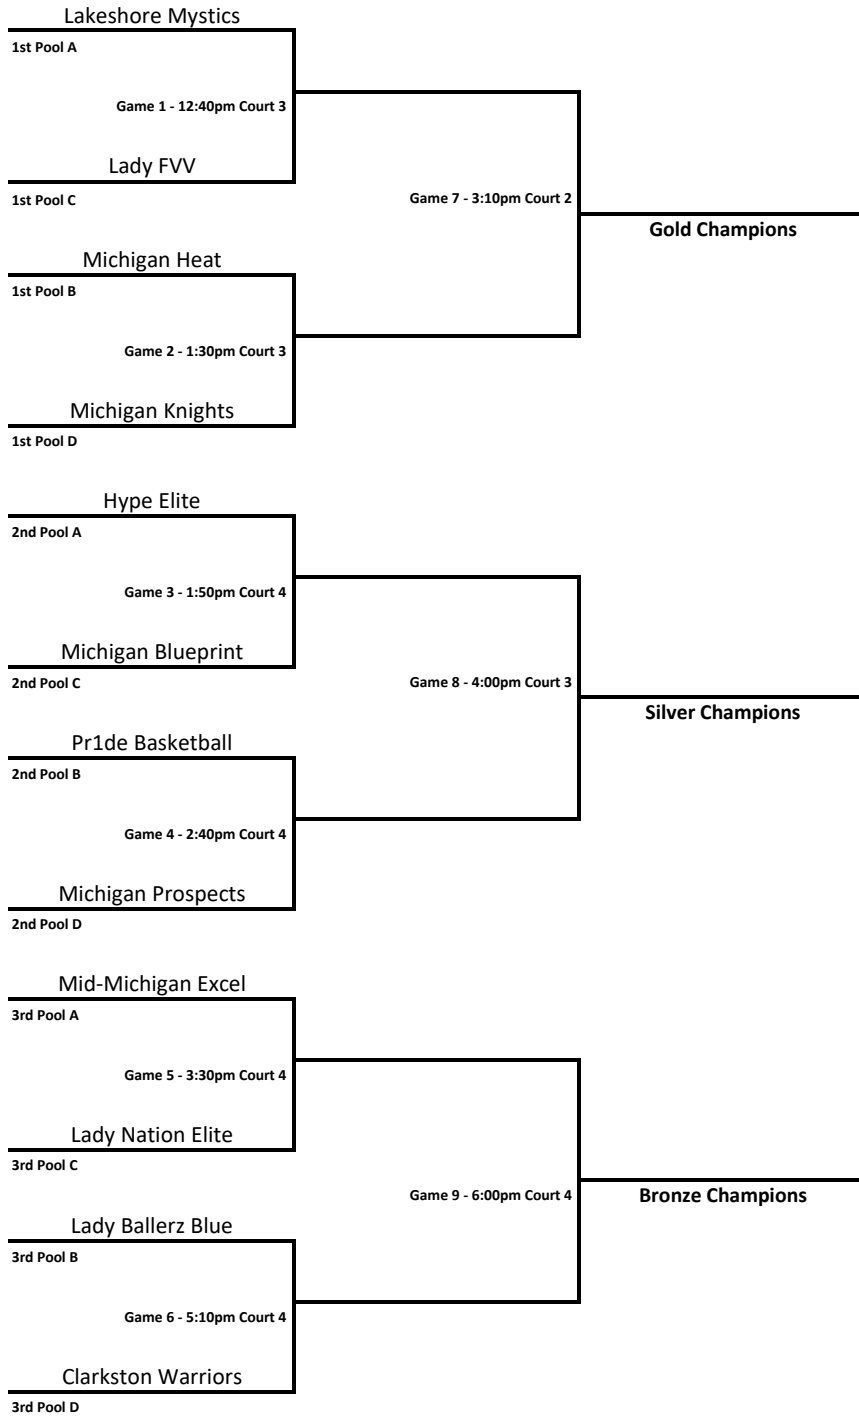 Lakeshore Mystics
1st Pool A
Game 1 - 12:40pm Court 3
Lady FVV
1st Pool C
Game 7 - 3:10pm Court 2
Gold Champions
Michigan Heat
1st Pool B
Game 2 - 1:30pm Court 3
Michigan Knights
1st Pool D
Hype Elite
2nd Pool A
Game 3 - 1:50pm Court 4
Michigan Blueprint
2nd Pool C
Game 8 - 4:00pm Court 3
Silver Champions
Pr1de Basketball
2nd Pool B
Game 4 - 2:40pm Court 4
Michigan Prospects
2nd Pool D
Mid-Michigan Excel
3rd Pool A
Game 5 - 3:30pm Court 4
Lady Nation Elite
3rd Pool C
Game 9 - 6:00pm Court 4
Bronze Champions
Lady Ballerz Blue
3rd Pool B
Game 6 - 5:10pm Court 4
Clarkston Warriors
3rd Pool D